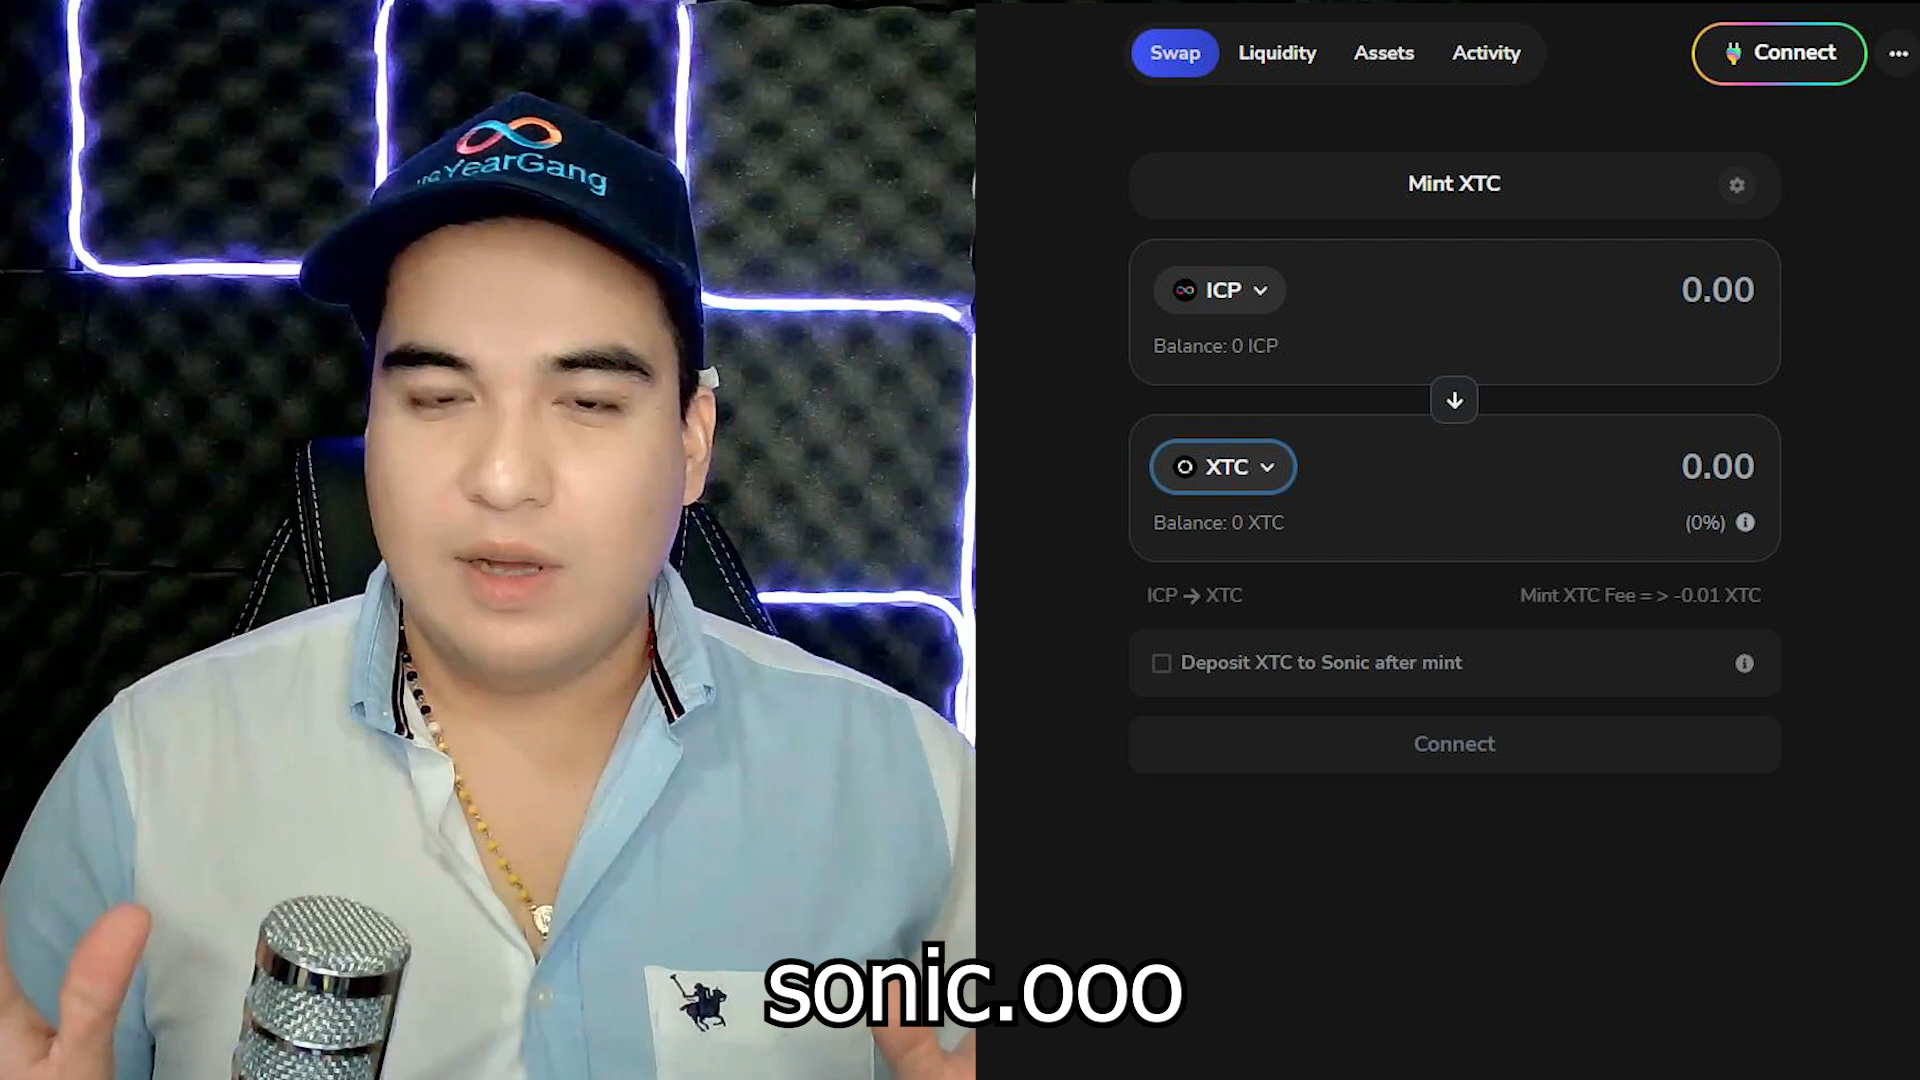 YearGang
Swap Liquidity Assets Activity Connect
Mint XTC
ICP 0.00
Balance: 0 ICP
XTC 0.00
Balance: 0 XTC (0%)
ICP → XTC Mint XTC Fee = > -0.01 XTC
Deposit XTC to Sonic after mint
Connect
sonic.ooo